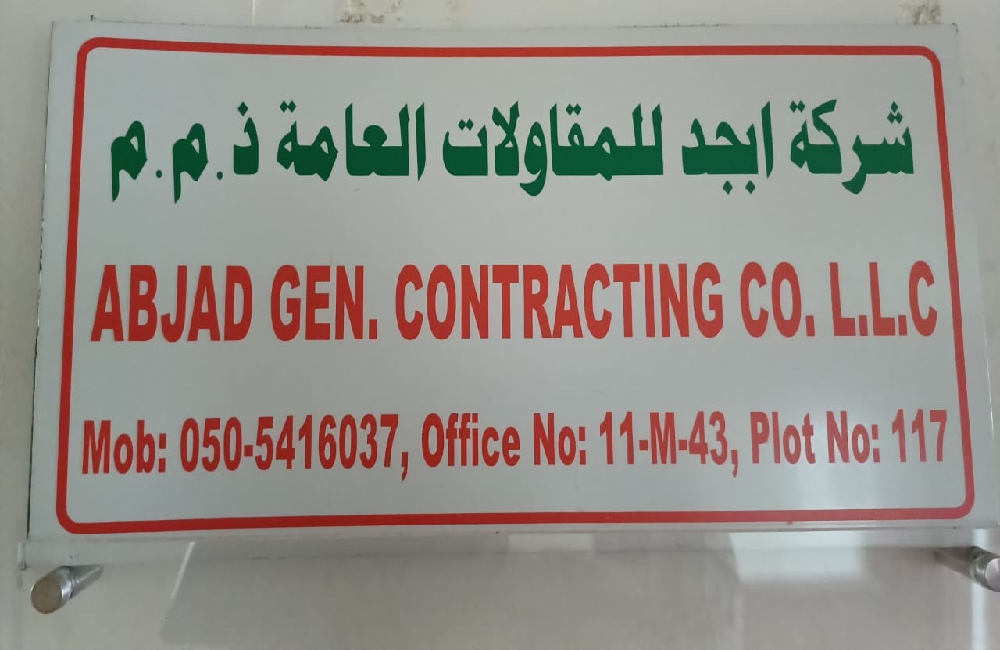 شركة ابجد للمقاولات العامة ذ.م.م
ABJAD GEN. CONTRACTING CO. L.L.C
Mob: 050-5416037, Office No: 11-M-43, Plot No: 117